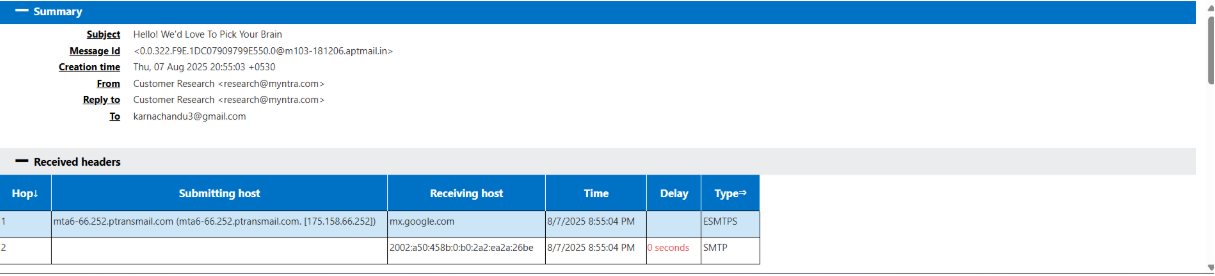 Summary
Subject Hello! We'd Love To Pick Your Brain
Message Id <0.0.322.F9E.1DC07909799E550.0@m103-181206.aptmail.in>
Creation time Thu, 07 Aug 2025 20:55:03 +0530
From Customer Research <research@myntra.com>
Reply to Customer Research <research@myntra.com>
To karnachandu3@gmail.com
Received headers
Hop↓ Submitting host Receiving host Time Delay Type⇒
1 mta6-66.252.ptransmail.com (mta6-66.252.ptransmail.com. [175.158.66.252]) mx.google.com 8/7/2025 8:55:04 PM ESMTPS
2 2002:a50:458b:0:b0:2a2:ea2a:26be 8/7/2025 8:55:04 PM 0 seconds SMTP